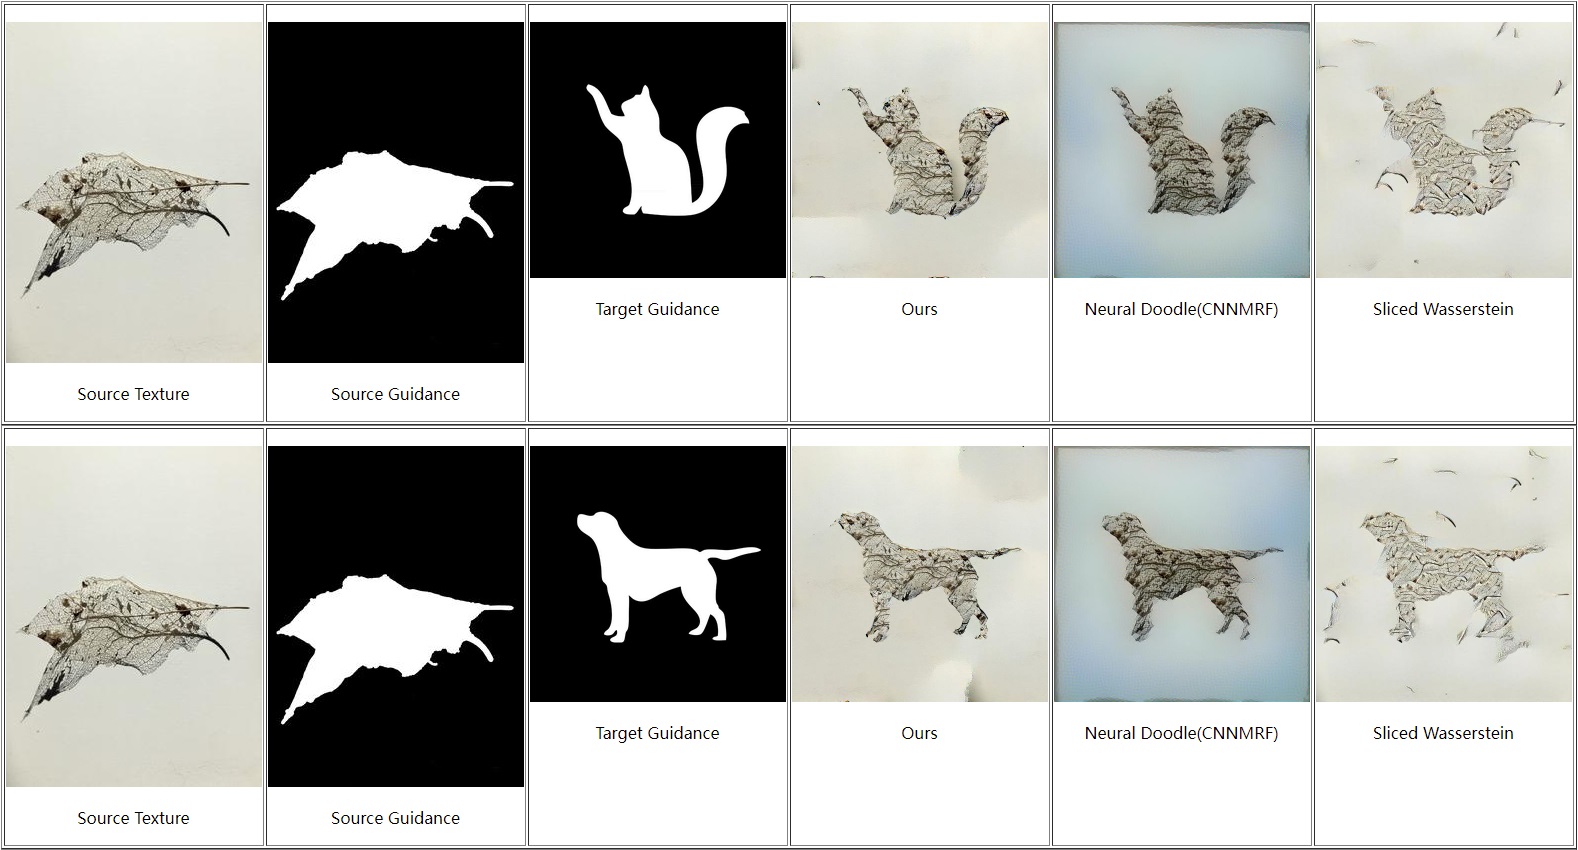 Target Guidance
Ours
Neural Doodle(CNNMRF)
Sliced Wasserstein
Source Texture
Source Guidance
Target Guidance
Ours
Neural Doodle(CNNMRF)
Sliced Wasserstein
Source Texture
Source Guidance